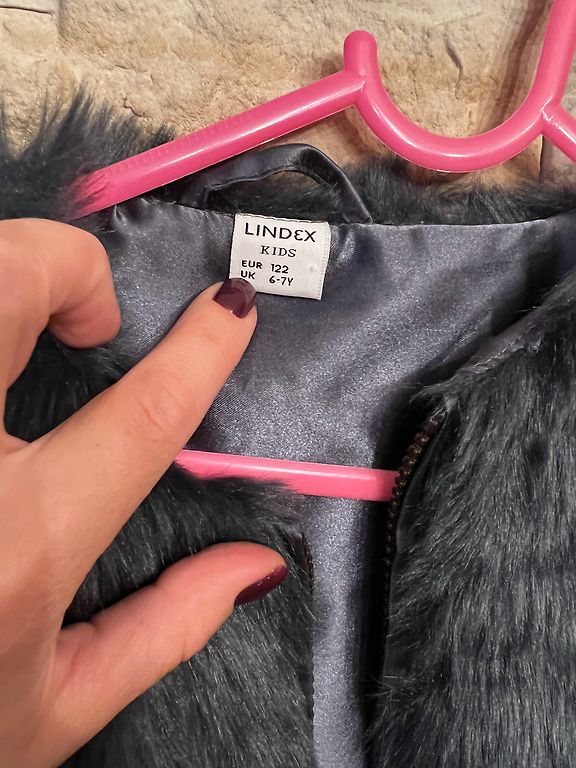 LINDEX
KIDS
EUR 122
UK 6-7Y